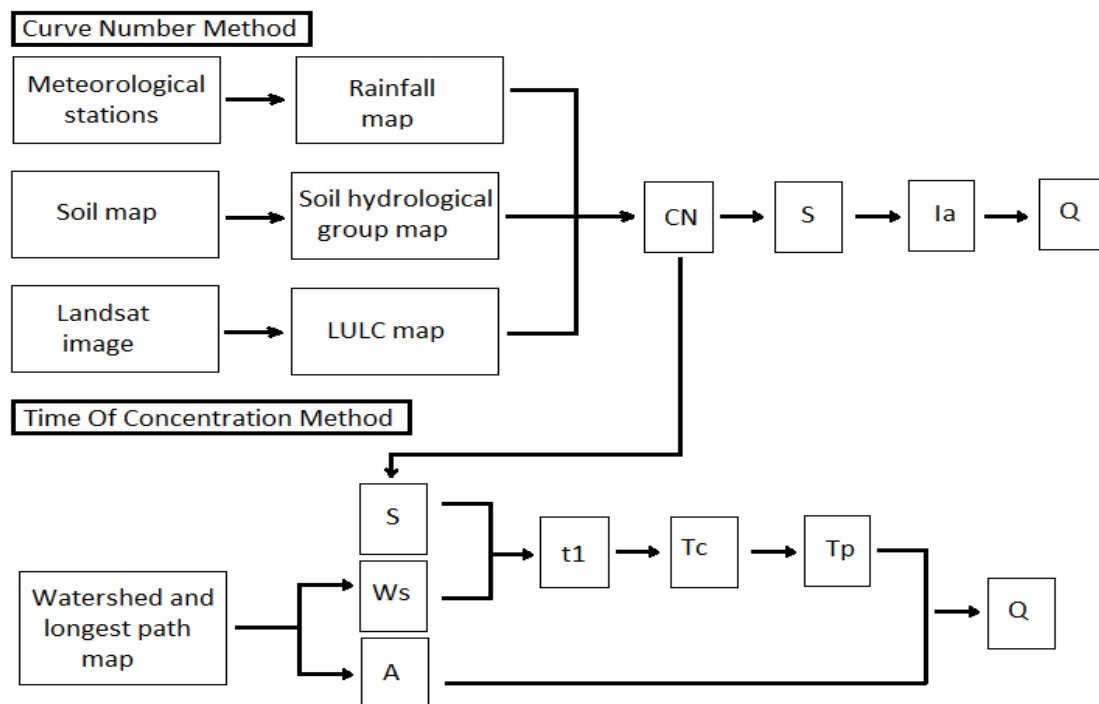 Curve Number Method
Meteorological
stations
Rainfall
map
Soil map
Soil hydrological
group map
CN
S
Ia
Q
Landsat
image
LULC map
Time Of Concentration Method
S
t1
Tc
Tp
Watershed and
longest path
map
Ws
A
Q